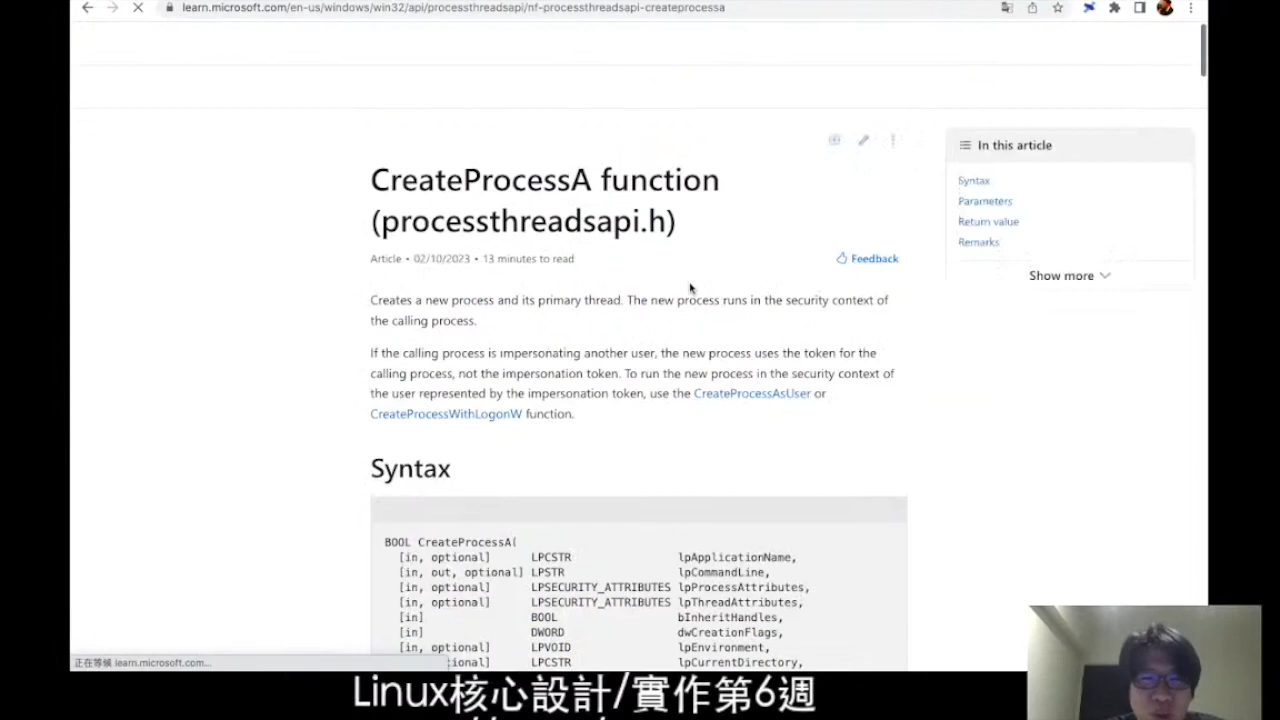 learn.microsoft.com/en-us/windows/win32/api/processthreadsapi/nf-processthreadsapi-createprocessa
In this article
Syntax
Parameters
Return value
Remarks
Show more
CreateProcessA function
(processthreadsapi.h)
Article • 02/10/2023 • 13 minutes to read
Feedback
Creates a new process and its primary thread. The new process runs in the security context of
the calling process.
If the calling process is impersonating another user, the new process uses the token for the
calling process, not the impersonation token. To run the new process in the security context of
the user represented by the impersonation token, use the CreateProcessAsUser or
CreateProcessWithLogonW function.
Syntax
BOOL CreateProcessA(
[in, optional] LPCSTR lpApplicationName,
[in, out, optional] LPSTR lpCommandLine,
[in, optional] LPSECURITY_ATTRIBUTES lpProcessAttributes,
[in, optional] LPSECURITY_ATTRIBUTES lpThreadAttributes,
[in] BOOL bInheritHandles,
[in] DWORD dwCreationFlags,
[in, optional] LPVOID lpEnvironment,
ional] LPCSTR lpCurrentDirectory,
正在等候 learn.microsoft.com...
Linux核心設計/實作第6週